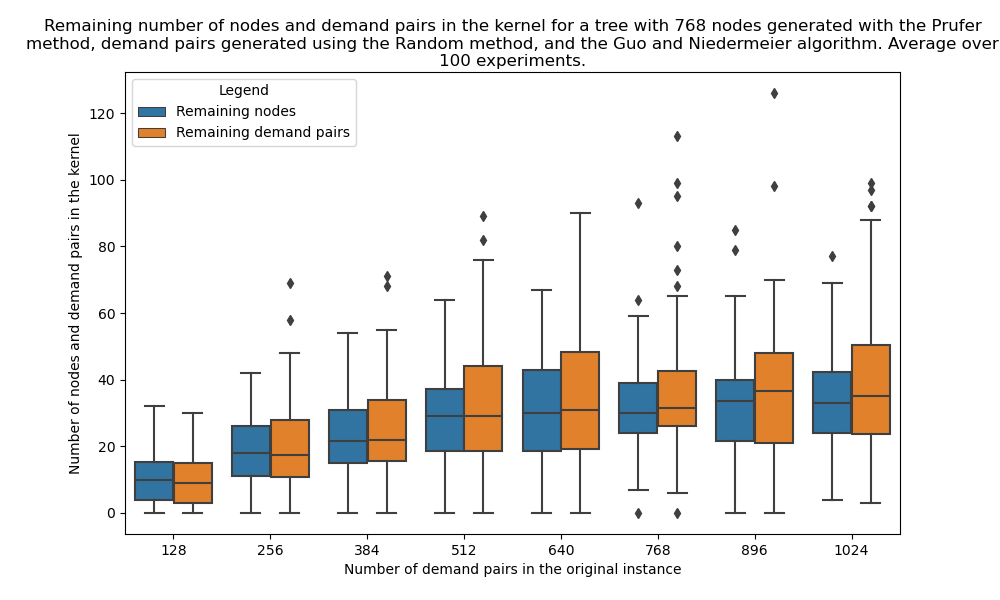 Remaining number of nodes and demand pairs in the kernel for a tree with 768 nodes generated with the Prufer
method, demand pairs generated using the Random method, and the Guo and Niedermeier algorithm. Average over
100 experiments.
Legend
Remaining nodes
Remaining demand pairs
Number of nodes and demand pairs in the kernel
120
100
80
60
40
20
0
128 256 384 512 640 768 896 1024
Number of demand pairs in the original instance